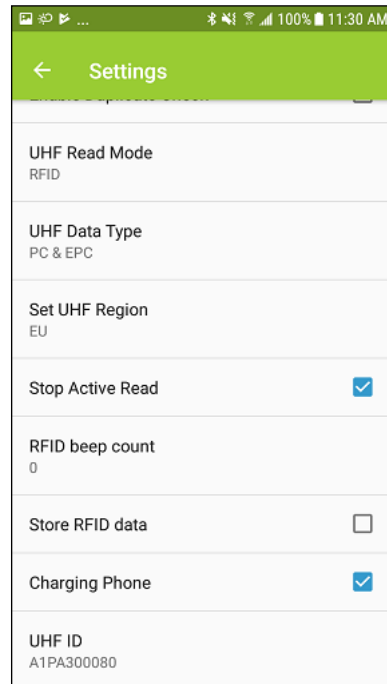 ... 100% 11:30 AM
Settings
UHF Read Mode
RFID
UHF Data Type
PC & EPC
Set UHF Region
EU
Stop Active Read
RFID beep count
0
Store RFID data
Charging Phone
UHF ID
A1PA300080